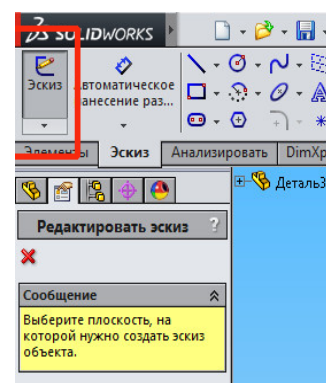 SOLIDWORKS
Эскиз
Автоматическое
нанесение раз...
Элементы Эскиз Анализировать DimXp
Деталь3
Редактировать эскиз ?
Сообщение
Выберите плоскость, на
которой нужно создать эскиз
объекта.